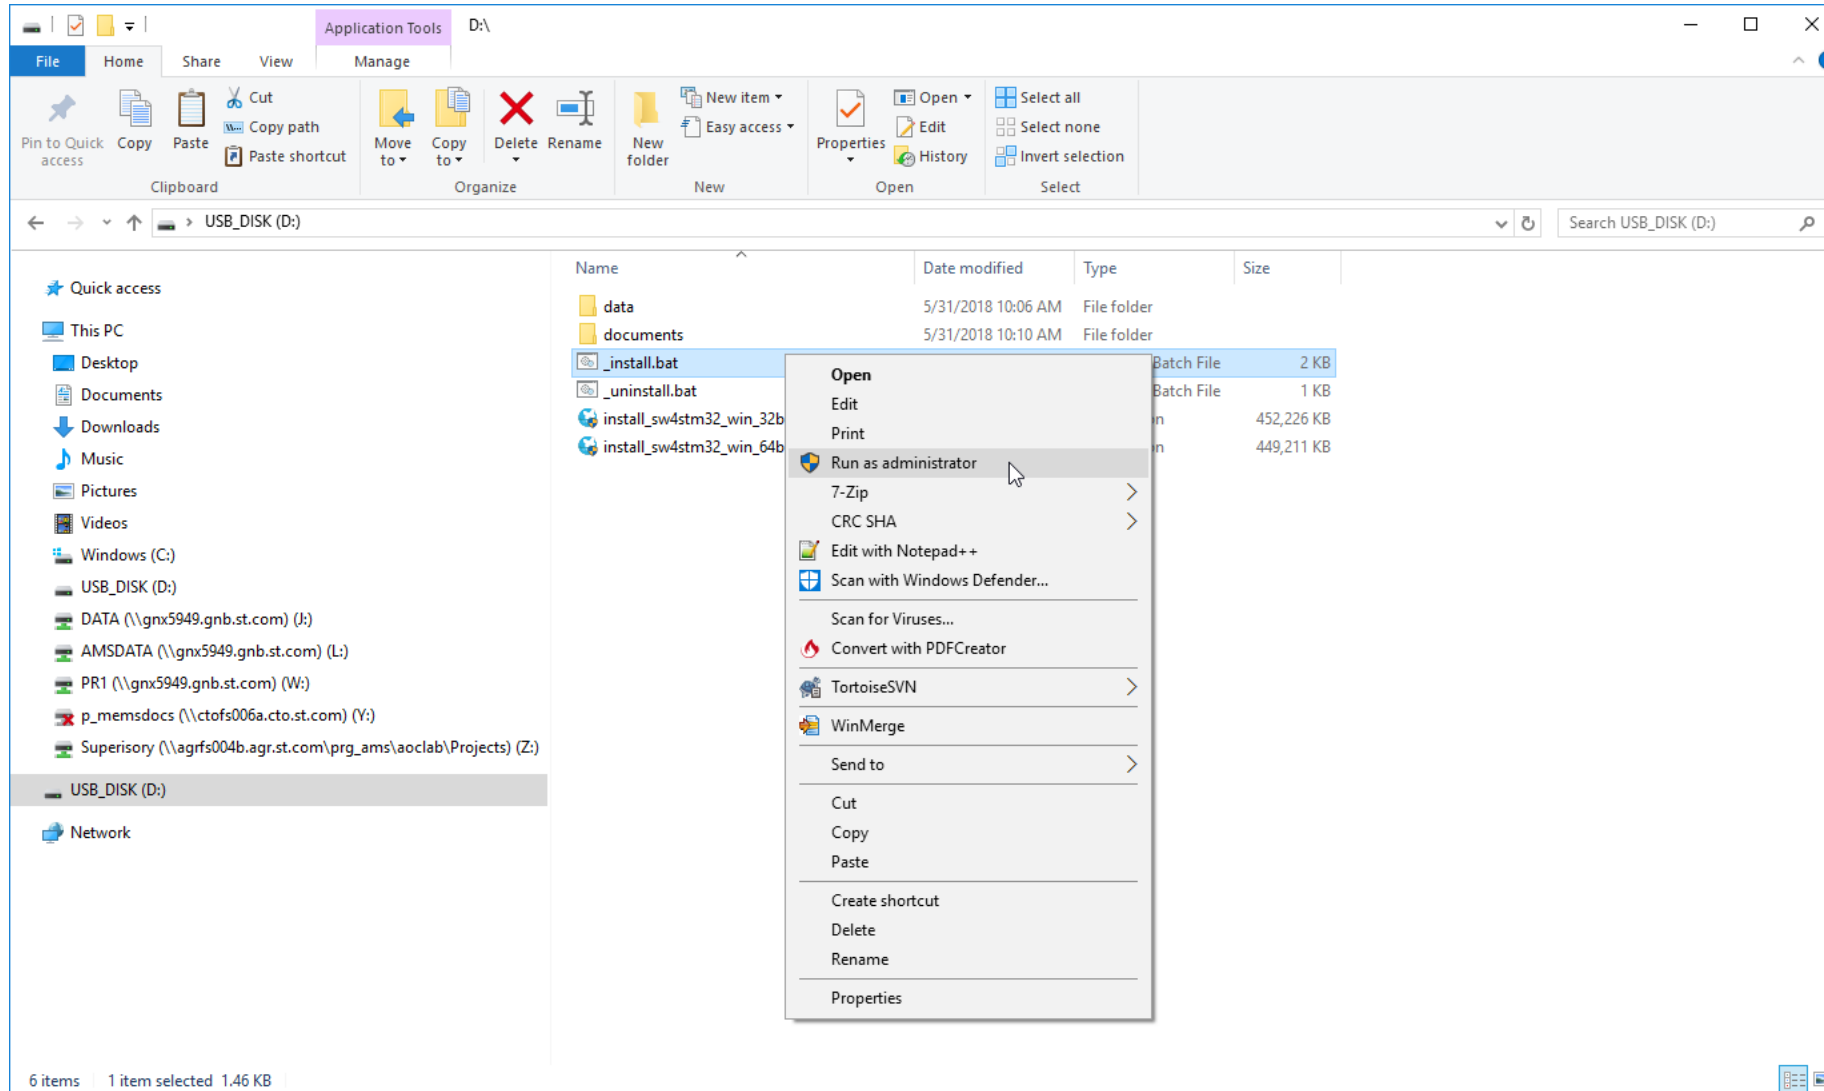 Application Tools D:\
File Home Share View Manage
Pin to Quick access
Copy
Paste
Cut
Copy path
Paste shortcut
Clipboard
Move to
Copy to
Delete
Rename
Organize
New folder
New item
Easy access
New
Properties
Open
Edit
History
Open
Select all
Select none
Invert selection
Select
USB_DISK (D:)
Search USB_DISK (D:)
Quick access
This PC
Desktop
Documents
Downloads
Music
Pictures
Videos
Windows (C:)
USB_DISK (D:)
DATA (\\gnx5949.gnb.st.com) (J:)
AMSDATA (\\gnx5949.gnb.st.com) (L:)
PR1 (\\gnx5949.gnb.st.com) (W:)
p_memsdocs (\\ctofs006a.cto.st.com) (Y:)
Superisory (\\agrfs004b.agr.st.com\prg_ams\aoclab\Projects) (Z:)
USB_DISK (D:)
Network
Name Date modified Type Size
data 5/31/2018 10:06 AM File folder
documents 5/31/2018 10:10 AM File folder
_install.bat Batch File 2 KB
_uninstall.bat Batch File 1 KB
install_sw4stm32_win_32b n 452,226 KB
install_sw4stm32_win_64b n 449,211 KB
Open
Edit
Print
Run as administrator
7-Zip
CRC SHA
Edit with Notepad++
Scan with Windows Defender...
Scan for Viruses...
Convert with PDFCreator
TortoiseSVN
WinMerge
Send to
Cut
Copy
Paste
Create shortcut
Delete
Rename
Properties
6 items 1 item selected 1.46 KB